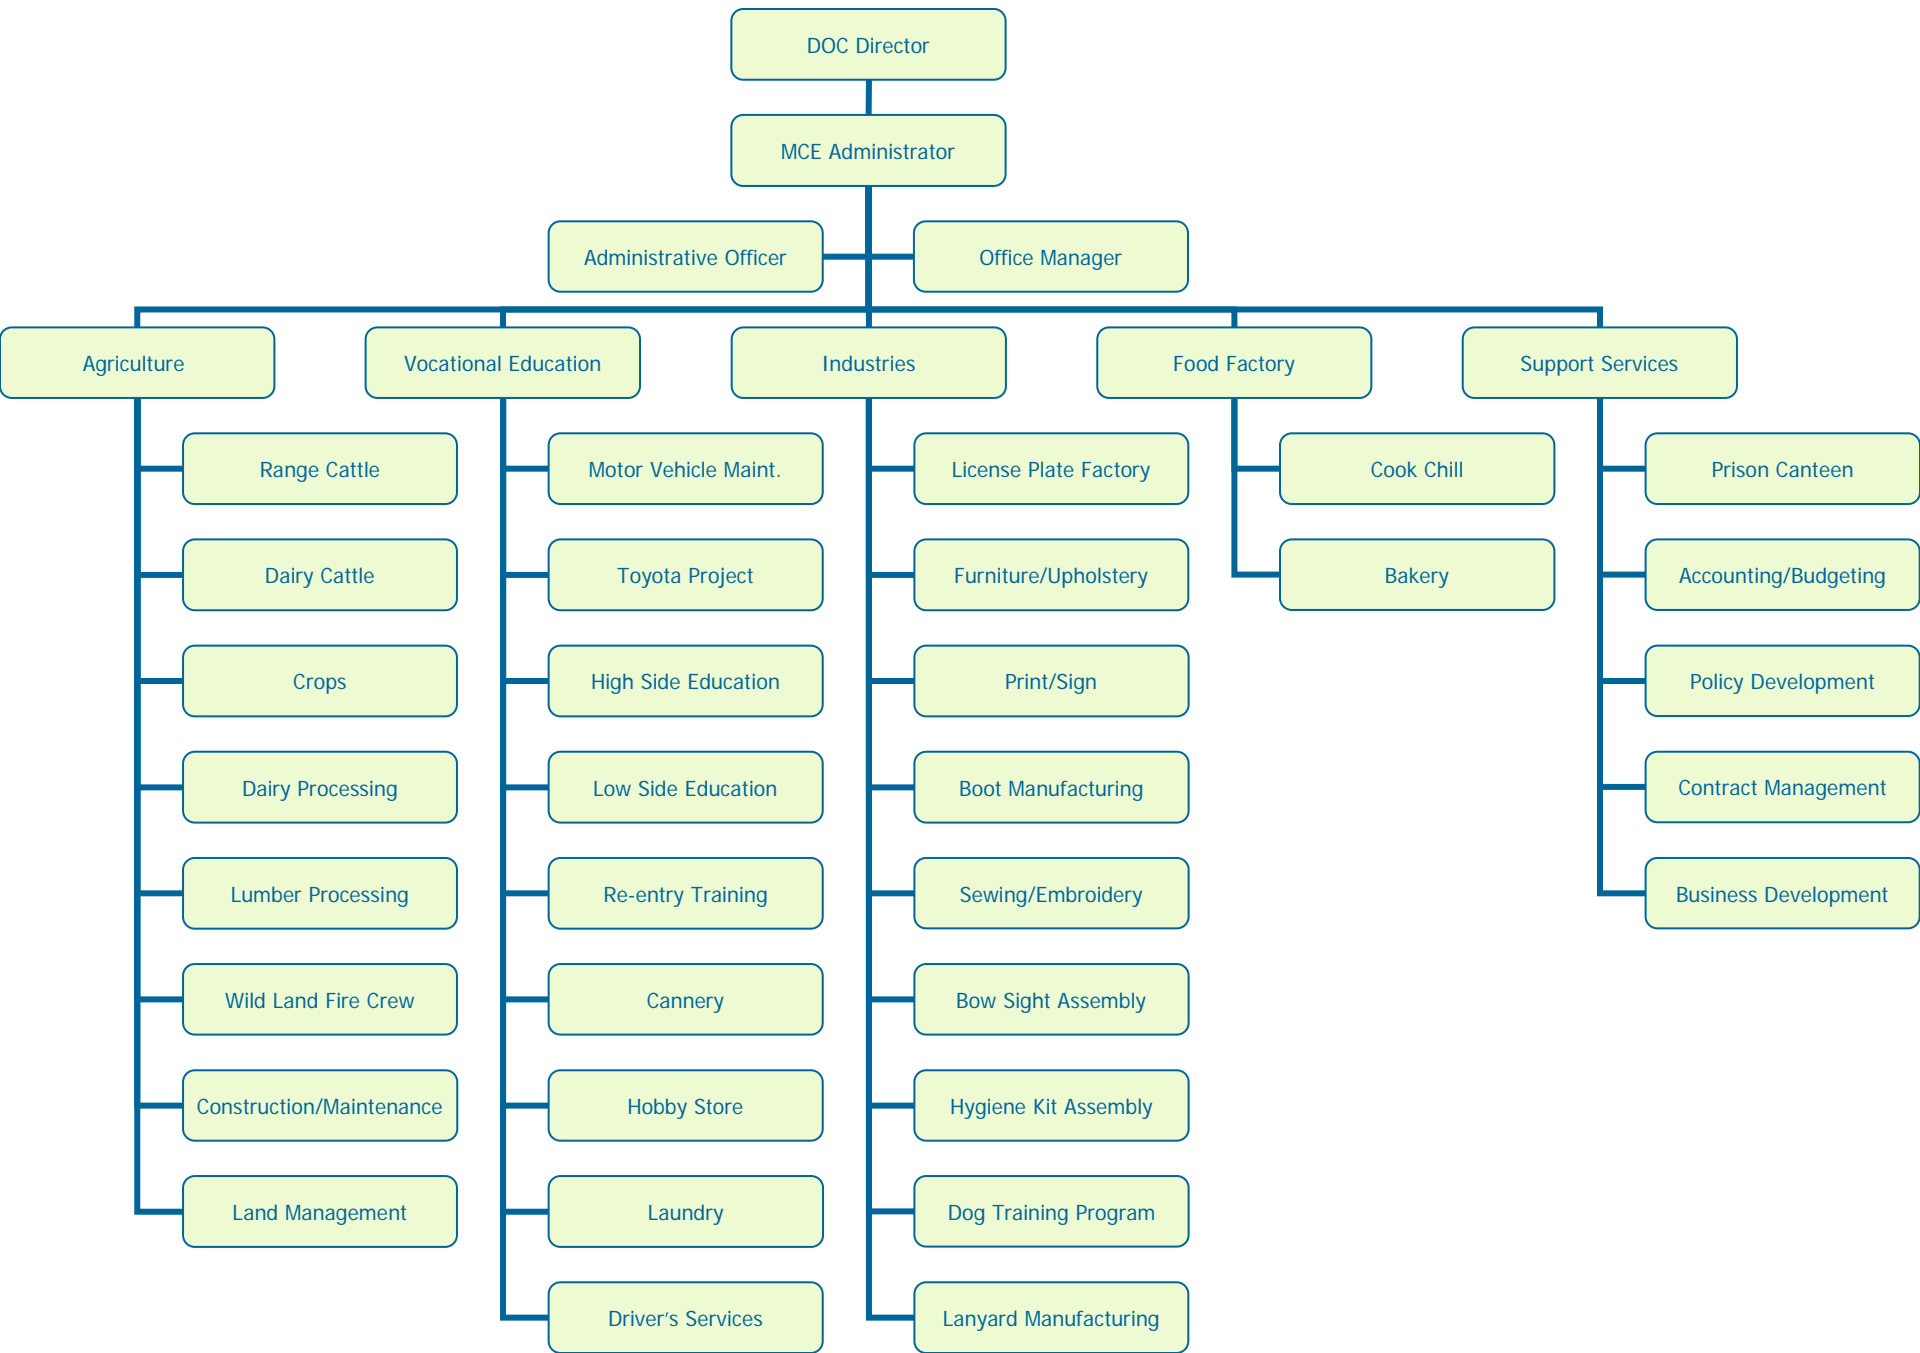 DOC Director
MCE Administrator
Administrative Officer
Office Manager
Agriculture
Vocational Education
Industries
Food Factory
Support Services
Range Cattle
Motor Vehicle Maint.
License Plate Factory
Cook Chill
Prison Canteen
Dairy Cattle
Toyota Project
Furniture/Upholstery
Bakery
Accounting/Budgeting
Crops
High Side Education
Print/Sign
Policy Development
Dairy Processing
Low Side Education
Boot Manufacturing
Contract Management
Lumber Processing
Re-entry Training
Sewing/Embroidery
Business Development
Wild Land Fire Crew
Cannery
Bow Sight Assembly
Construction/Maintenance
Hobby Store
Hygiene Kit Assembly
Land Management
Laundry
Dog Training Program
Driver’s Services
Lanyard Manufacturing